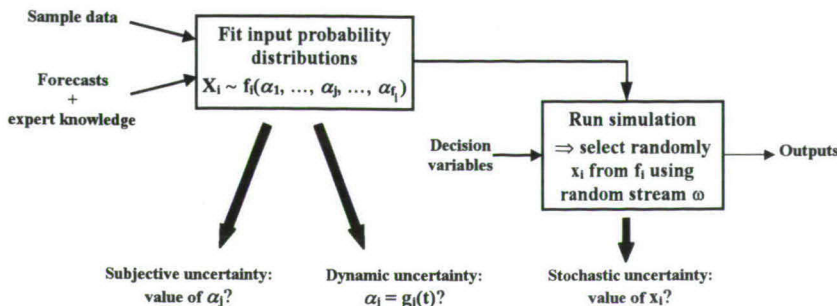 Sample data
Forecasts
+
expert knowledge
Fit input probability
distributions
Xᵢ ~ fᵢ(α₁, ..., αⱼ, ..., α_fᵢ)
Decision
variables
Run simulation
⇒ select randomly
xᵢ from fᵢ using
random stream ω
Outputs
Subjective uncertainty:
value of αⱼ?
Dynamic uncertainty:
αⱼ = gⱼ(t)?
Stochastic uncertainty:
value of xᵢ?